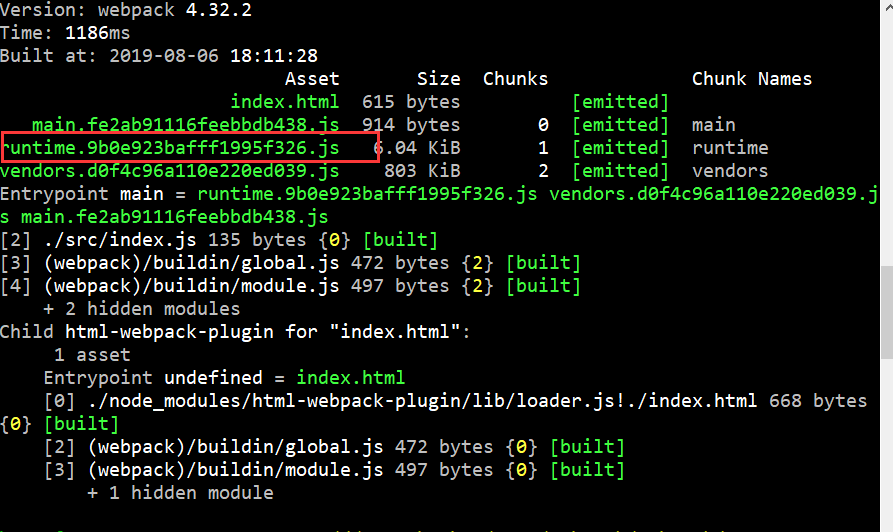 Version: webpack 4.32.2
Time: 1186ms
Built at: 2019-08-06 18:11:28
Asset Size Chunks Chunk Names
index.html 615 bytes [emitted]
main.fe2ab91116feebbdb438.js 914 bytes 0 [emitted] main
runtime.9b0e923bafff1995f326.js 6.04 KiB 1 [emitted] runtime
vendors.d0f4c96a110e220ed039.js 803 KiB 2 [emitted] vendors
Entrypoint main = runtime.9b0e923bafff1995f326.js vendors.d0f4c96a110e220ed039.j
s main.fe2ab91116feebbdb438.js
[2] ./src/index.js 135 bytes {0} [built]
[3] (webpack)/buildin/global.js 472 bytes {2} [built]
[4] (webpack)/buildin/module.js 497 bytes {2} [built]
+ 2 hidden modules
Child html-webpack-plugin for "index.html":
1 asset
Entrypoint undefined = index.html
[0] ./node_modules/html-webpack-plugin/lib/loader.js!./index.html 668 bytes
{0} [built]
[2] (webpack)/buildin/global.js 472 bytes {0} [built]
[3] (webpack)/buildin/module.js 497 bytes {0} [built]
+ 1 hidden module